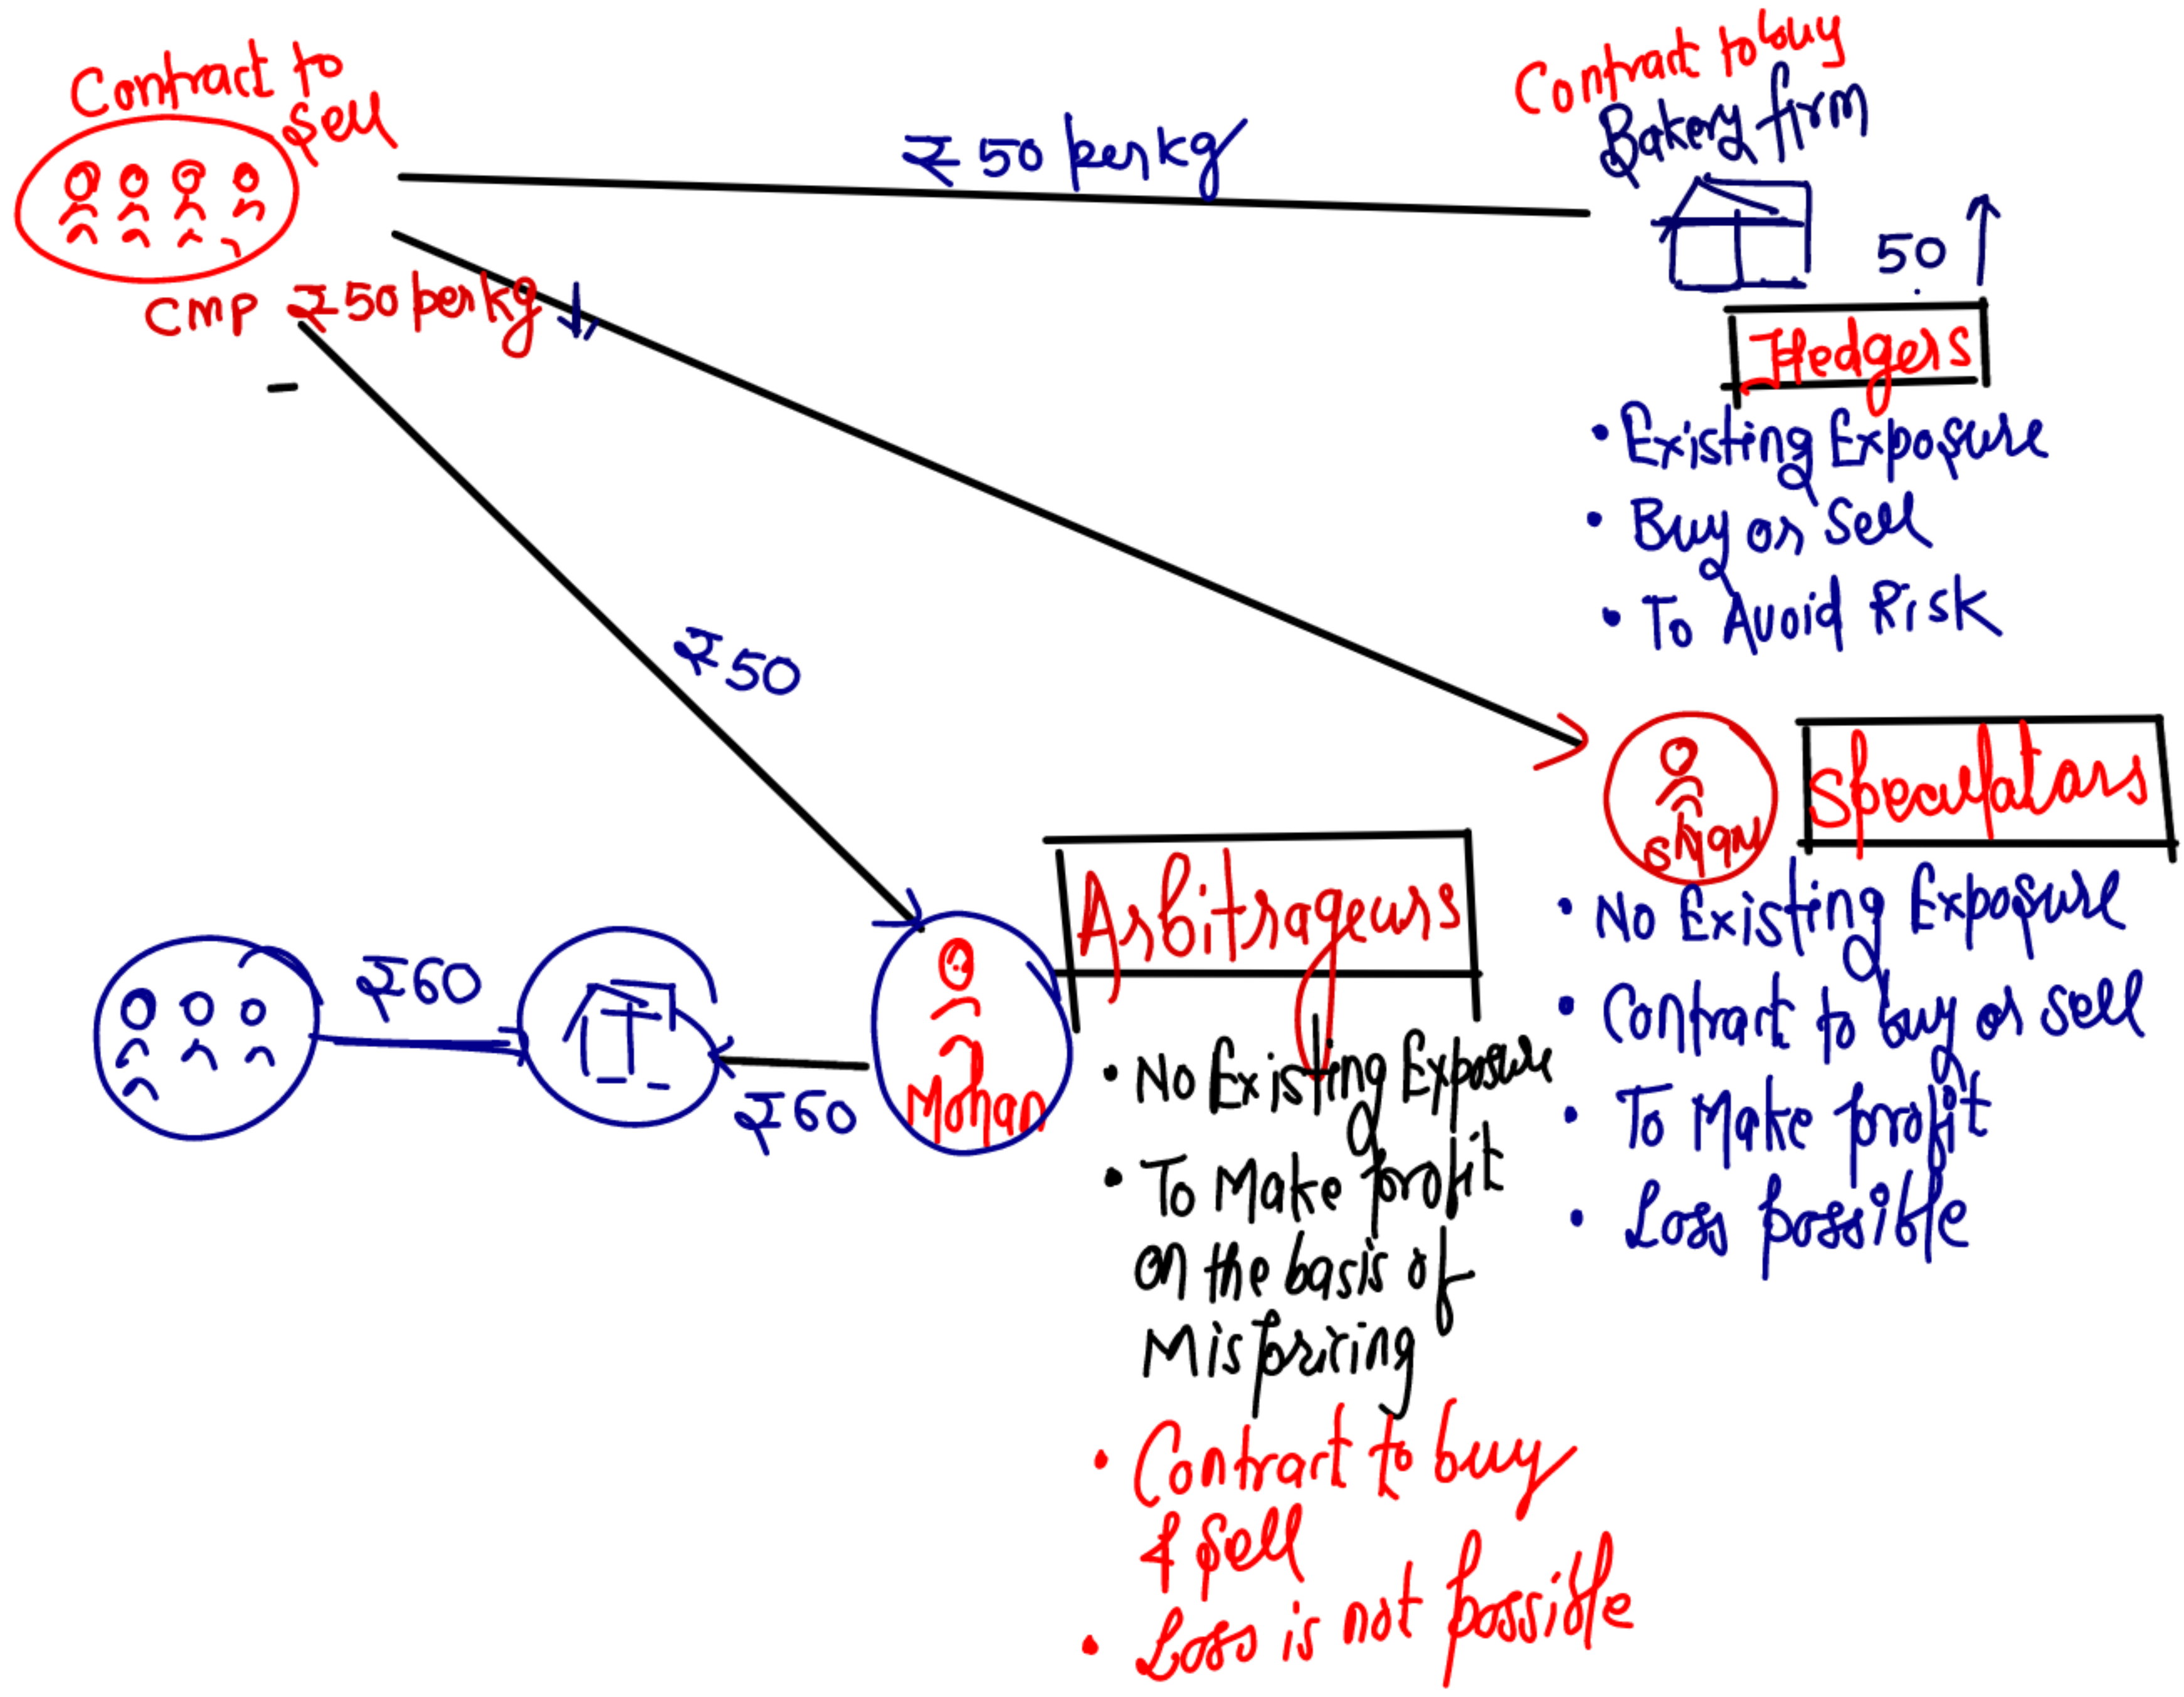 Contract to
sell
CMP ₹50 per kg
₹ 50 per kg
Contract to buy
Bakery firm
50
Hedgers
• Existing Exposure
• Buy or Sell
• To Avoid Risk
₹50
Speculators
• No Existing Exposure
• Contract to buy or sell
• To Make profit
• Loss possible
Arbitrageurs
Mohan
₹60
₹60
• No Existing Exposure
• To Make profit
on the basis of
Mispricing
• Contract to buy
& sell
• Loss is not possible